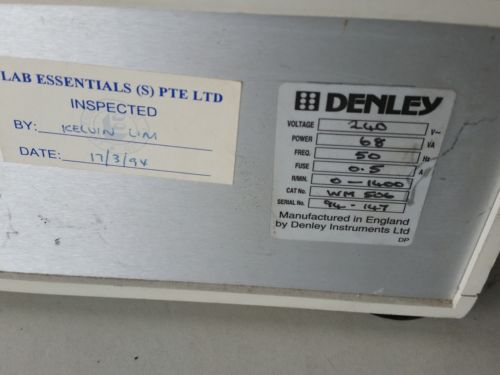 LAB ESSENTIALS (S) PTE LTD
INSPECTED
BY: KELVIN LIM
DATE: 17/3/94
DENLEY
VOLTAGE 240 V~
POWER 68 VA
FREQ. 50 Hz
FUSE 0.5 A
R/MIN. 0-1400
CAT No. WM 506
SERIAL No. 94-147
Manufactured in England
by Denley Instruments Ltd
DP